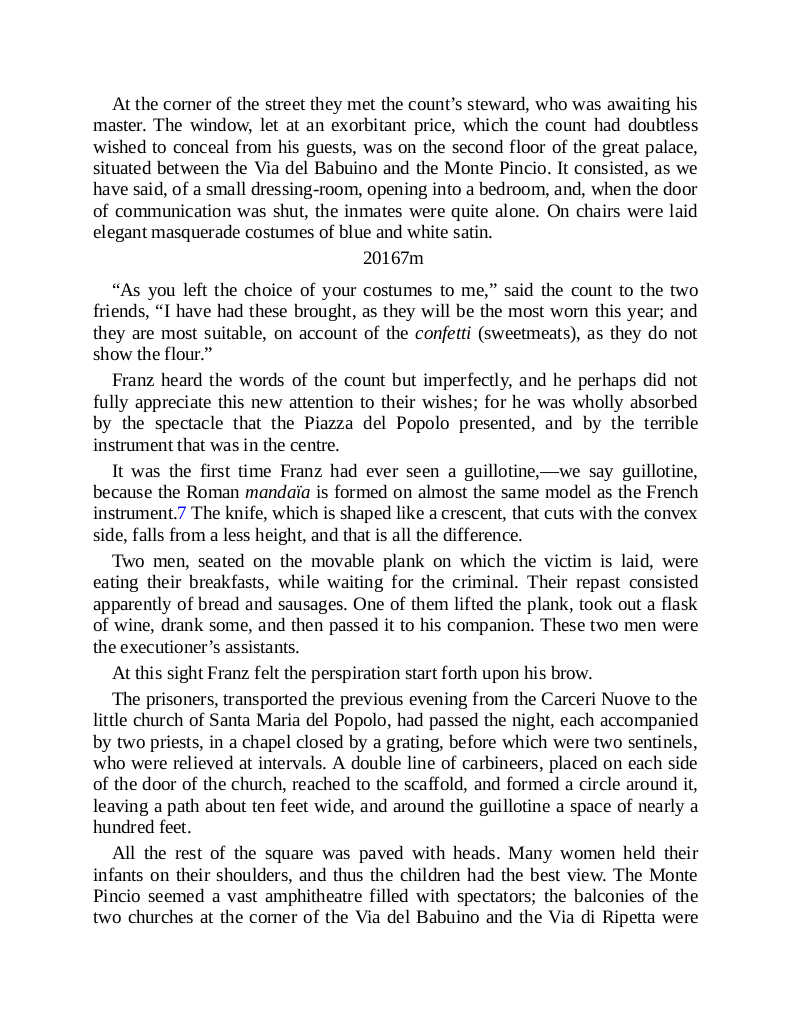 At the corner of the street they met the count’s steward, who was awaiting his
master. The window, let at an exorbitant price, which the count had doubtless
wished to conceal from his guests, was on the second floor of the great palace,
situated between the Via del Babuino and the Monte Pincio. It consisted, as we
have said, of a small dressing-room, opening into a bedroom, and, when the door
of communication was shut, the inmates were quite alone. On chairs were laid
elegant masquerade costumes of blue and white satin.
20167m
“As you left the choice of your costumes to me,” said the count to the two
friends, “I have had these brought, as they will be the most worn this year; and
they are most suitable, on account of the confetti (sweetmeats), as they do not
show the flour.”
Franz heard the words of the count but imperfectly, and he perhaps did not
fully appreciate this new attention to their wishes; for he was wholly absorbed
by the spectacle that the Piazza del Popolo presented, and by the terrible
instrument that was in the centre.
It was the first time Franz had ever seen a guillotine,—we say guillotine,
because the Roman mandaïa is formed on almost the same model as the French
instrument.7 The knife, which is shaped like a crescent, that cuts with the convex
side, falls from a less height, and that is all the difference.
Two men, seated on the movable plank on which the victim is laid, were
eating their breakfasts, while waiting for the criminal. Their repast consisted
apparently of bread and sausages. One of them lifted the plank, took out a flask
of wine, drank some, and then passed it to his companion. These two men were
the executioner’s assistants.
At this sight Franz felt the perspiration start forth upon his brow.
The prisoners, transported the previous evening from the Carceri Nuove to the
little church of Santa Maria del Popolo, had passed the night, each accompanied
by two priests, in a chapel closed by a grating, before which were two sentinels,
who were relieved at intervals. A double line of carbineers, placed on each side
of the door of the church, reached to the scaffold, and formed a circle around it,
leaving a path about ten feet wide, and around the guillotine a space of nearly a
hundred feet.
All the rest of the square was paved with heads. Many women held their
infants on their shoulders, and thus the children had the best view. The Monte
Pincio seemed a vast amphitheatre filled with spectators; the balconies of the
two churches at the corner of the Via del Babuino and the Via di Ripetta were